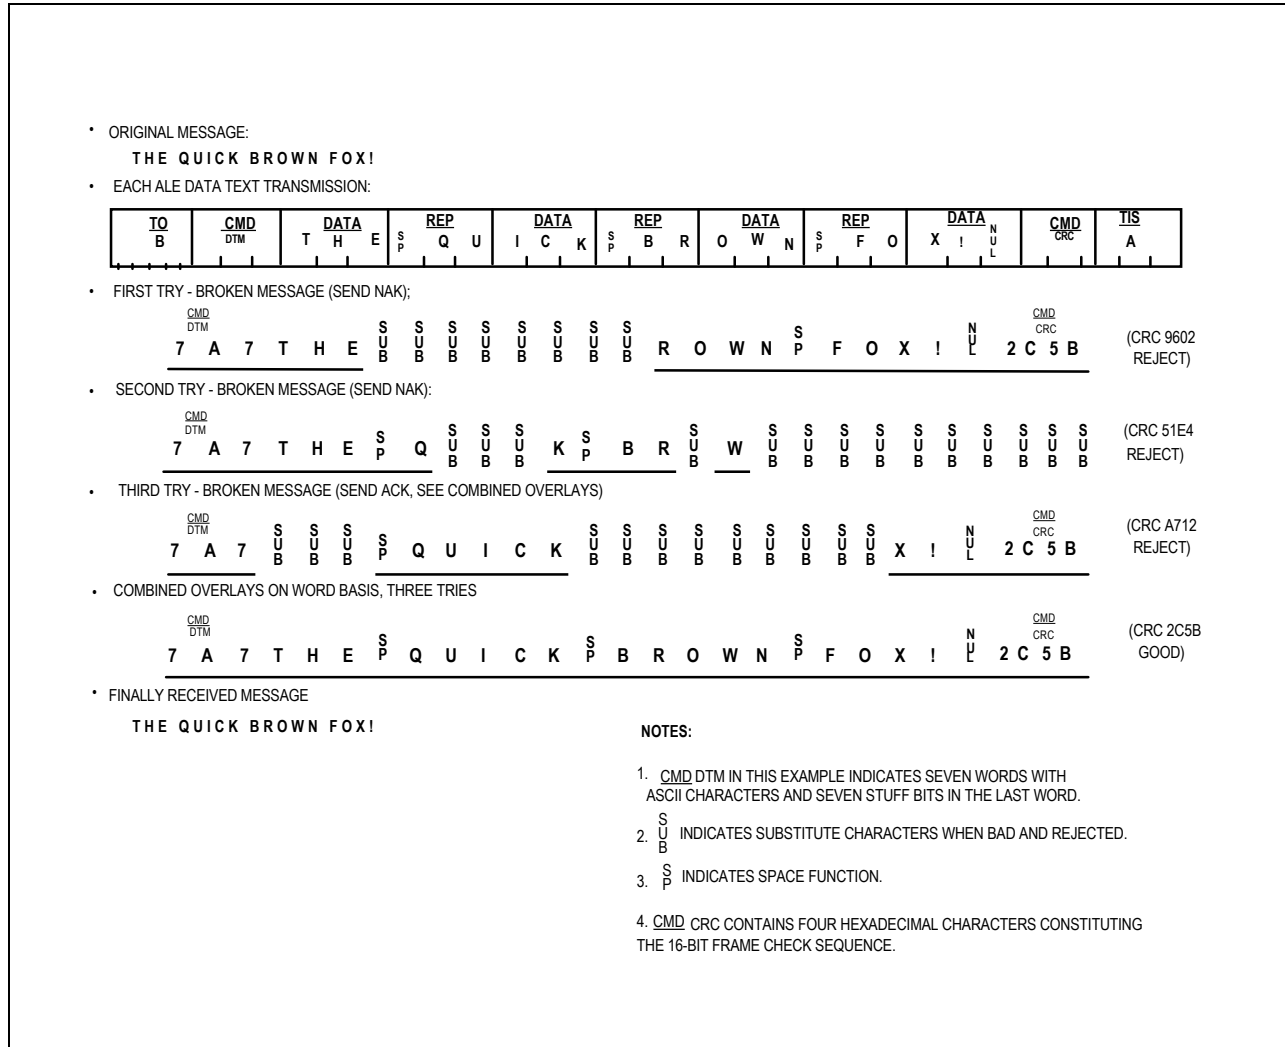 • ORIGINAL MESSAGE:
THE QUICK BROWN FOX!
• EACH ALE DATA TEXT TRANSMISSION:
TO CMD DATA REP DATA REP DATA REP DATA CMD TIS
B DTM T H E SP Q U I C K SP B R O W N SP F O X ! NUL CRC A
• FIRST TRY - BROKEN MESSAGE (SEND NAK);
CMD CMD
DTM CRC
7 A 7 T H E SUB SUB SUB SUB SUB SUB SUB SUB R O W N SP F O X ! NUL 2 C 5 B (CRC 9602
REJECT)
• SECOND TRY - BROKEN MESSAGE (SEND NAK):
CMD
DTM
7 A 7 T H E SP Q SUB SUB SUB K SP B R SUB W SUB SUB SUB SUB SUB SUB SUB SUB SUB SUB (CRC 51E4
REJECT)
• THIRD TRY - BROKEN MESSAGE (SEND ACK, SEE COMBINED OVERLAYS)
CMD CMD
DTM CRC
7 A 7 SUB SUB SUB SP Q U I C K SUB SUB SUB SUB SUB SUB SUB SUB SUB X ! NUL 2 C 5 B (CRC A712
REJECT)
• COMBINED OVERLAYS ON WORD BASIS, THREE TRIES
CMD CMD
DTM CRC
7 A 7 T H E SP Q U I C K SP B R O W N SP F O X ! NUL 2 C 5 B (CRC 2C5B
GOOD)
• FINALLY RECEIVED MESSAGE
THE QUICK BROWN FOX!
NOTES:
1. CMD DTM IN THIS EXAMPLE INDICATES SEVEN WORDS WITH
ASCII CHARACTERS AND SEVEN STUFF BITS IN THE LAST WORD.
2. SUB INDICATES SUBSTITUTE CHARACTERS WHEN BAD AND REJECTED.
3. SP INDICATES SPACE FUNCTION.
4. CMD CRC CONTAINS FOUR HEXADECIMAL CHARACTERS CONSTITUTING
THE 16-BIT FRAME CHECK SEQUENCE.